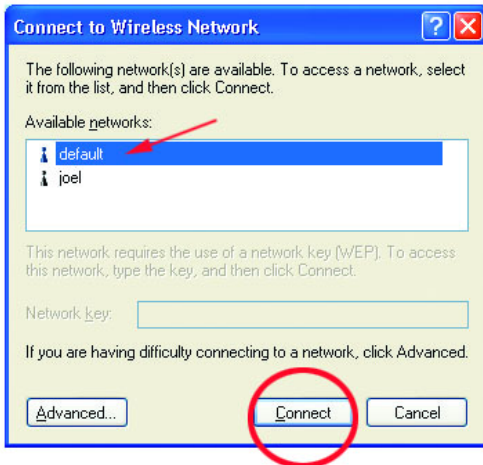 Connect to Wireless Network
The following network(s) are available. To access a network, select
it from the list, and then click Connect.
Available networks:
default
joel
This network requires the use of a network key (WEP). To access
this network, type the key, and then click Connect.
Network key:
If you are having difficulty connecting to a network, click Advanced.
Advanced... Connect Cancel